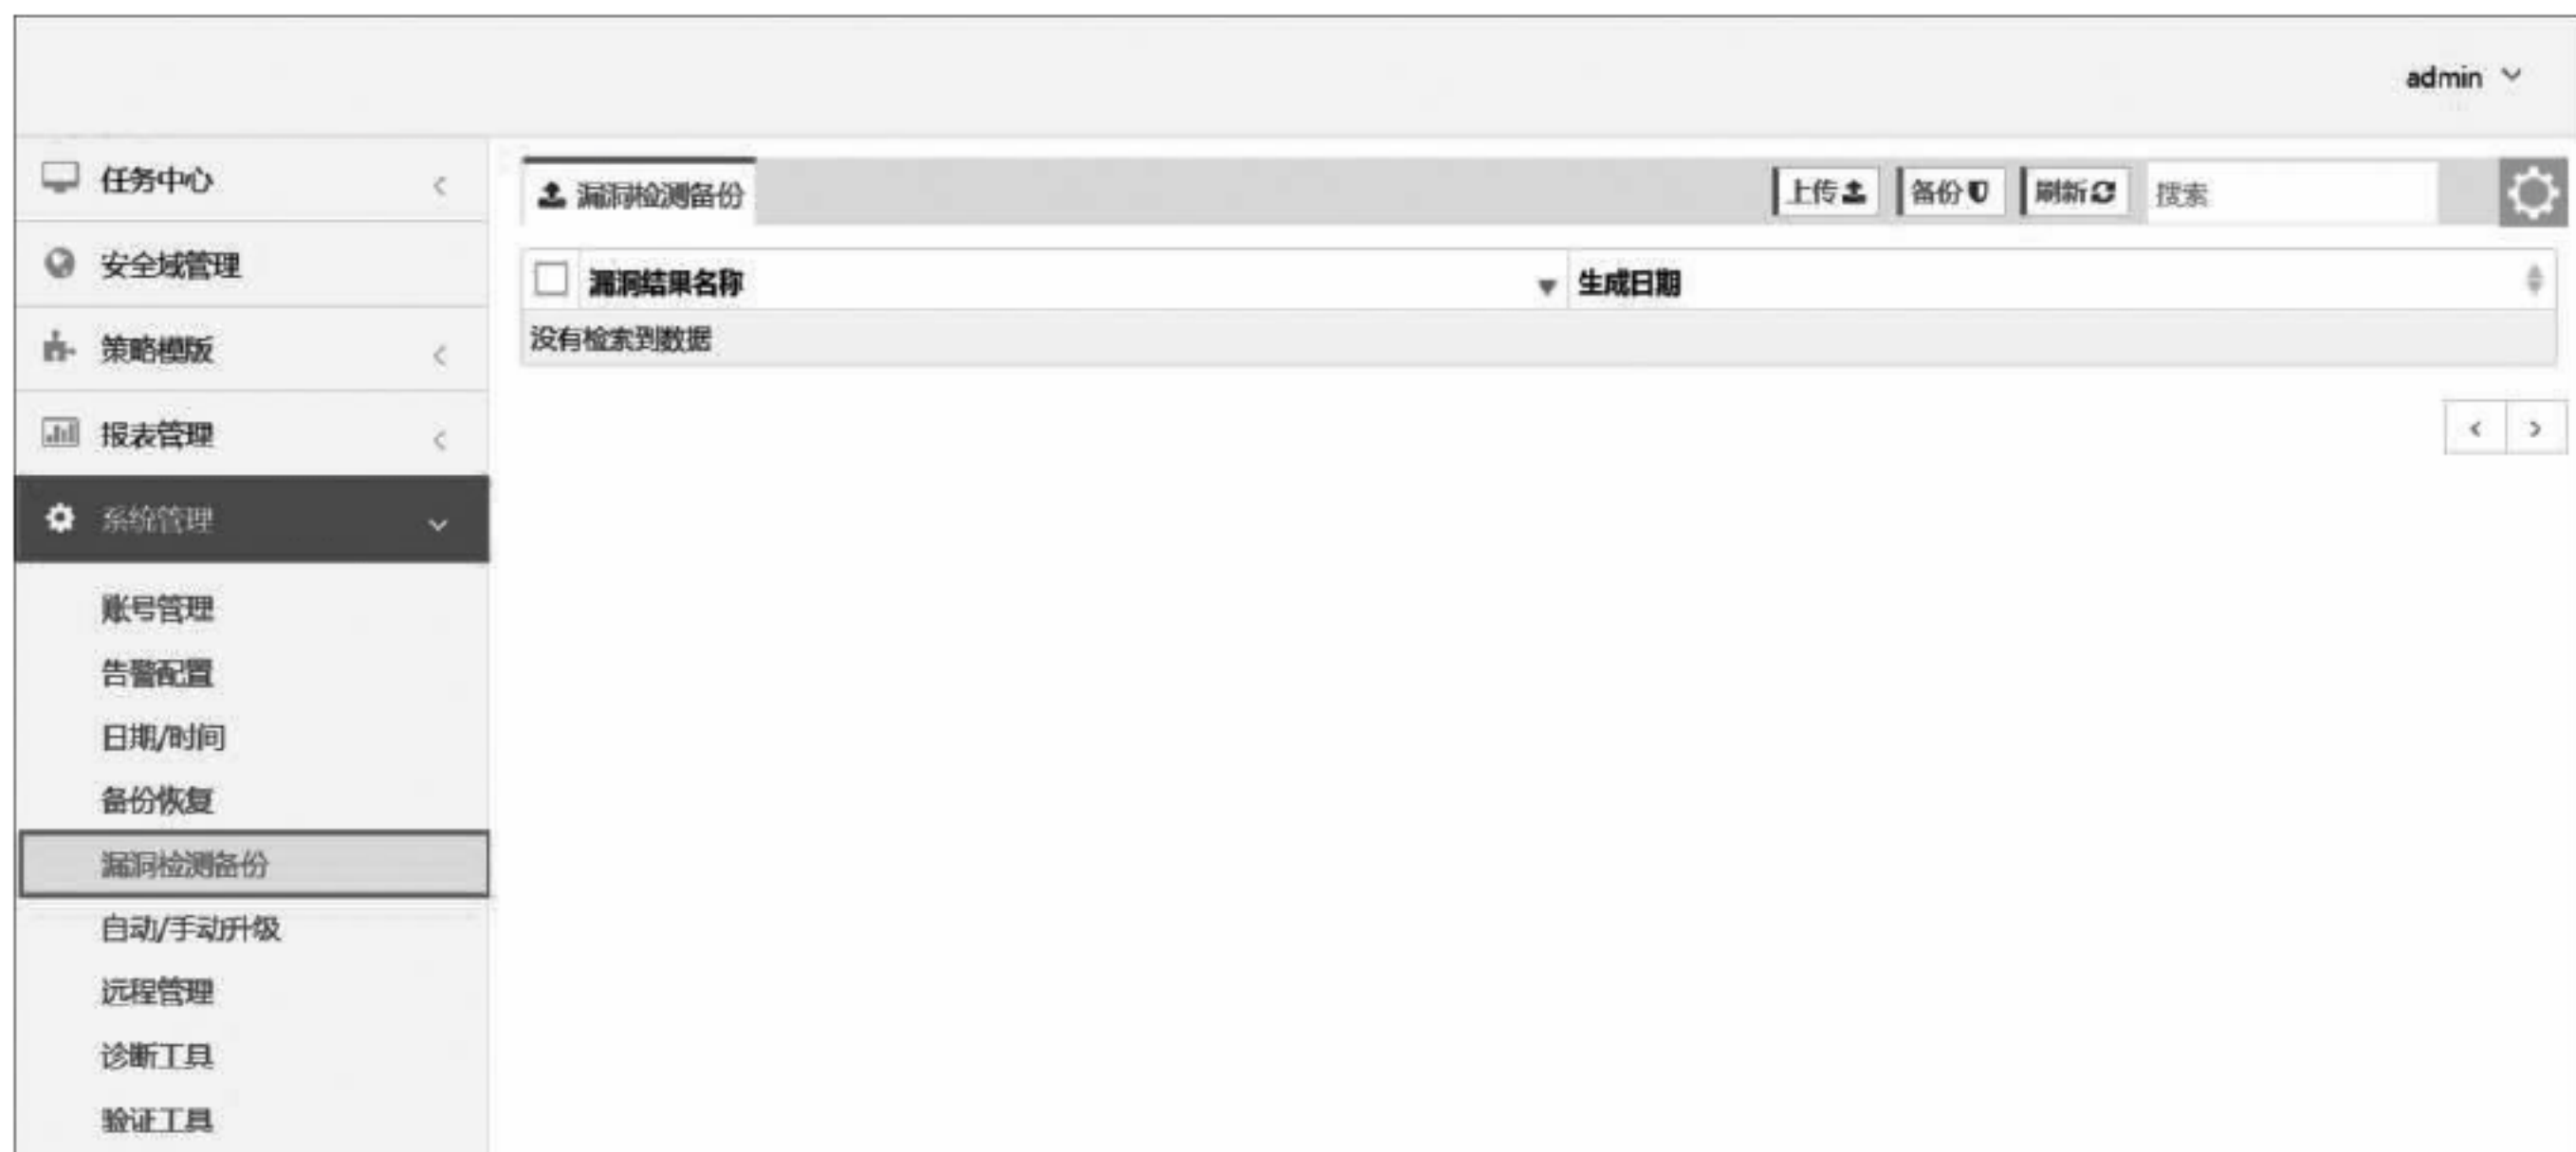 admin
任务中心
安全域管理
策略模版
报表管理
系统管理
账号管理
告警配置
日期/时间
备份恢复
漏洞检测备份
自动/手动升级
远程管理
诊断工具
验证工具
漏洞检测备份
上传 备份 刷新 搜索
漏洞结果名称 生成日期
没有检索到数据